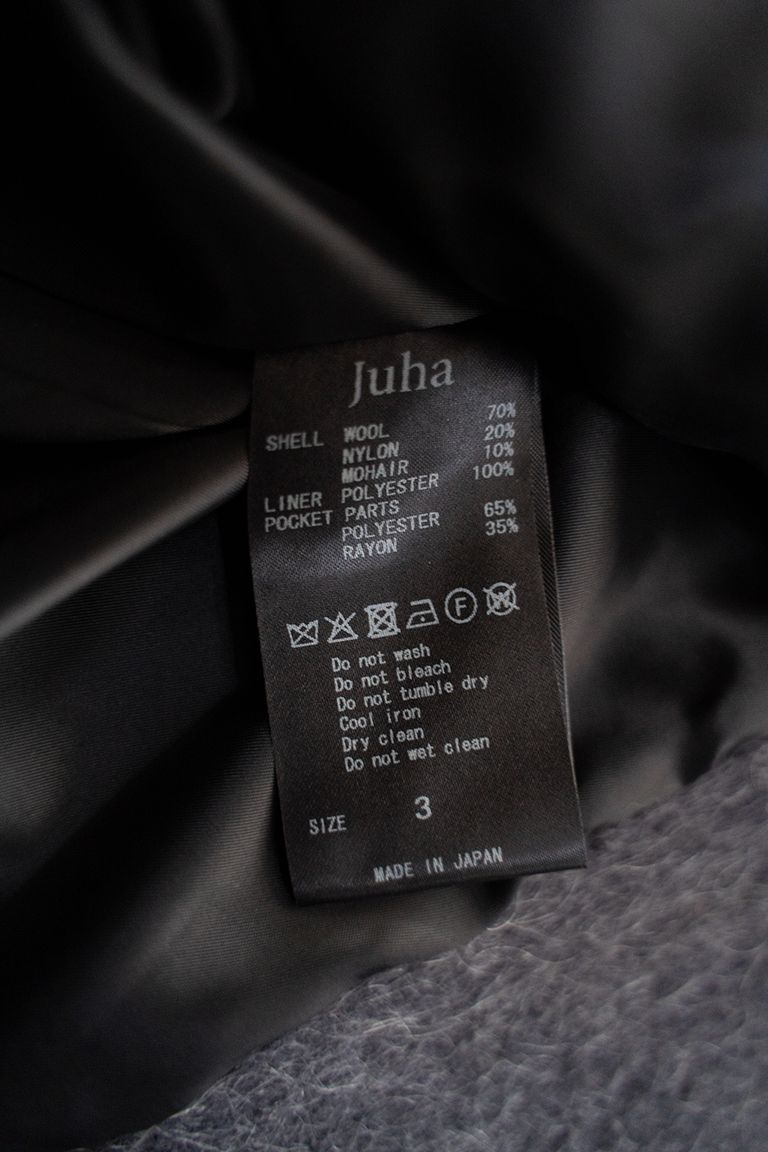 Juha
SHELL WOOL 70%
NYLON 20%
MOHAIR 10%
LINER POLYESTER 100%
POCKET PARTS
POLYESTER 65%
RAYON 35%
F W
Do not wash
Do not bleach
Do not tumble dry
Cool iron
Dry clean
Do not wet clean
SIZE 3
MADE IN JAPAN